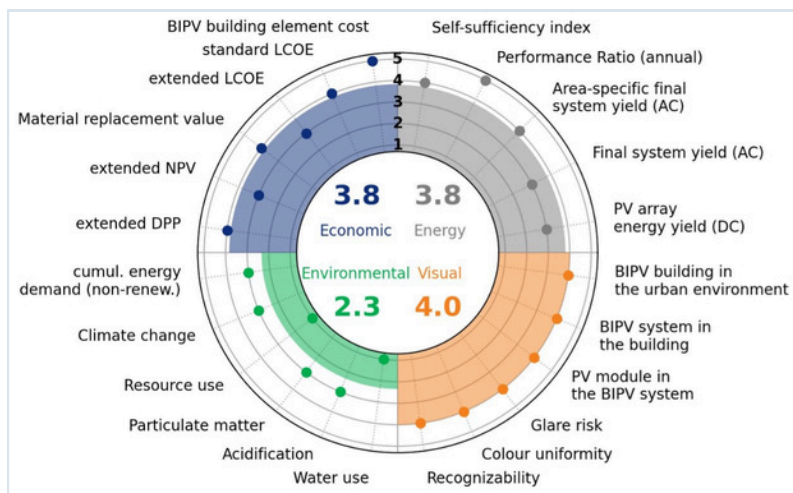 BIPV building element cost
standard LCOE
extended LCOE
Material replacement value
extended NPV
extended DPP
cumul. energy
demand (non-renew.)
Climate change
Resource use
Particulate matter
Acidification
Water use
Self-sufficiency index
Performance Ratio (annual)
Area-specific final
system yield (AC)
Final system yield (AC)
PV array
energy yield (DC)
BIPV building in
the urban environment
BIPV system in
the building
PV module in
the BIPV system
Glare risk
Colour uniformity
Recognizability
5
4
3
2
1
3.8
Economic
3.8
Energy
Environmental
2.3
Visual
4.0